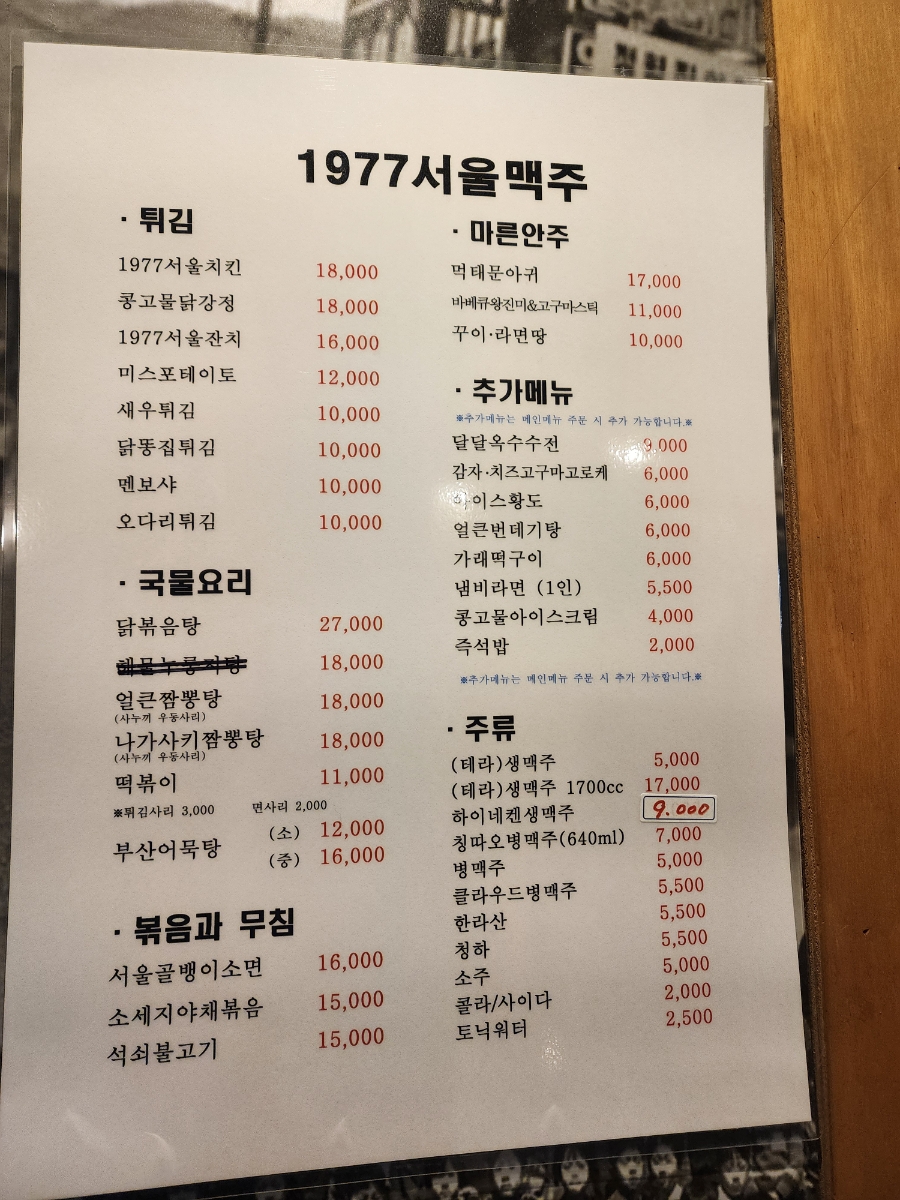 1977서울맥주
· 튀김
1977서울치킨 18,000
콩고물닭강정 18,000
1977서울잔치 16,000
미스포테이토 12,000
새우튀김 10,000
닭똥집튀김 10,000
멘보샤 10,000
오다리튀김 10,000
· 국물요리
닭볶음탕 27,000
해물누룽지탕 18,000
얼큰짬뽕탕 18,000
(사누끼 우동사리)
나가사키짬뽕탕 18,000
(사누끼 우동사리)
떡볶이 11,000
※튀김사리 3,000 면사리 2,000
부산어묵탕 (소) 12,000
(중) 16,000
· 볶음과 무침
서울골뱅이소면 16,000
소세지야채볶음 15,000
석쇠불고기 15,000
· 마른안주
먹태문아귀 17,000
바베큐왕진미&고구마스틱 11,000
꾸이·라면땅 10,000
· 추가메뉴
※추가메뉴는 메인메뉴 주문 시 추가 가능합니다.※
달달옥수수전 9,000
감자·치즈고구마고로케 6,000
아이스황도 6,000
얼큰번데기탕 6,000
가래떡구이 6,000
냄비라면 (1인) 5,500
콩고물아이스크림 4,000
즉석밥 2,000
※추가메뉴는 메인메뉴 주문 시 추가 가능합니다.※
· 주류
(테라)생맥주 5,000
(테라)생맥주 1700cc 17,000
하이네켄생맥주 9.000
칭따오병맥주(640ml) 7,000
병맥주 5,000
클라우드병맥주 5,500
한라산 5,500
청하 5,500
소주 5,000
콜라/사이다 2,000
토닉워터 2,500